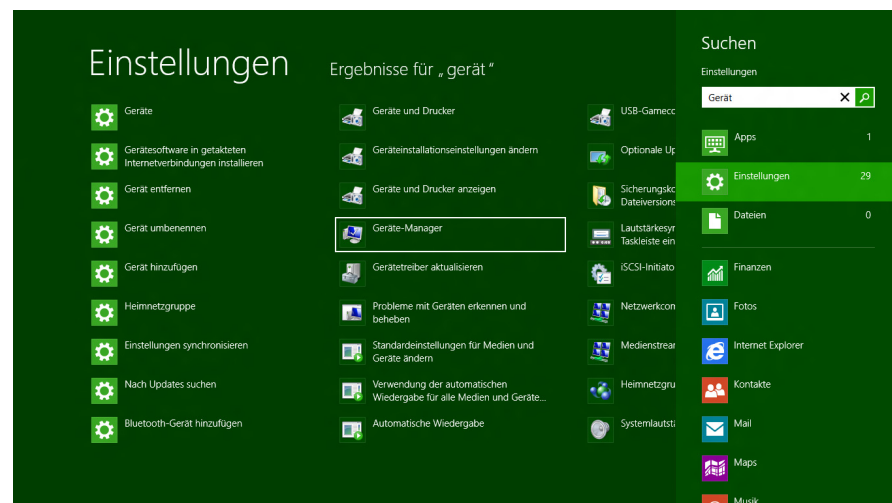 Einstellungen
Ergebnisse für „ gerät “
Geräte
Gerätesoftware in getakteten
Internetverbindungen installieren
Gerät entfernen
Gerät umbenennen
Gerät hinzufügen
Heimnetzgruppe
Einstellungen synchronisieren
Nach Updates suchen
Bluetooth-Gerät hinzufügen
Geräte und Drucker
Geräteinstallationseinstellungen ändern
Geräte und Drucker anzeigen
Geräte-Manager
Gerätetreiber aktualisieren
Probleme mit Geräten erkennen und
beheben
Standardeinstellungen für Medien und
Geräte ändern
Verwendung der automatischen
Wiedergabe für alle Medien und Geräte...
Automatische Wiedergabe
USB-Gamecc
Optionale Up
Sicherungskc
Dateiversions
Lautstärkesyr
Taskleiste ein
iSCSI-Initiato
Netzwerkcon
Medienstrear
Heimnetzgru
Systemlautstä
Suchen
Einstellungen
Gerät
Apps 1
Einstellungen 29
Dateien 0
Finanzen
Fotos
Internet Explorer
Kontakte
Mail
Maps
Musik